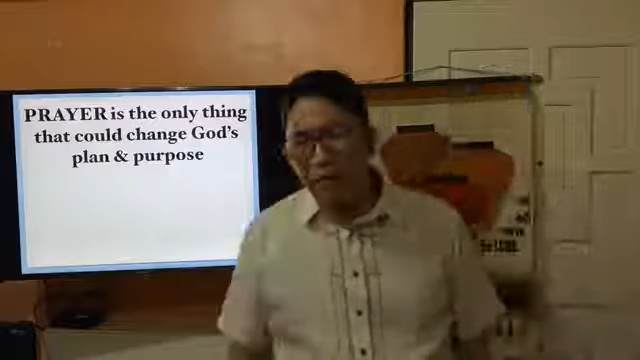 PRAYER is the only thing
that could change God's
plan & purpose